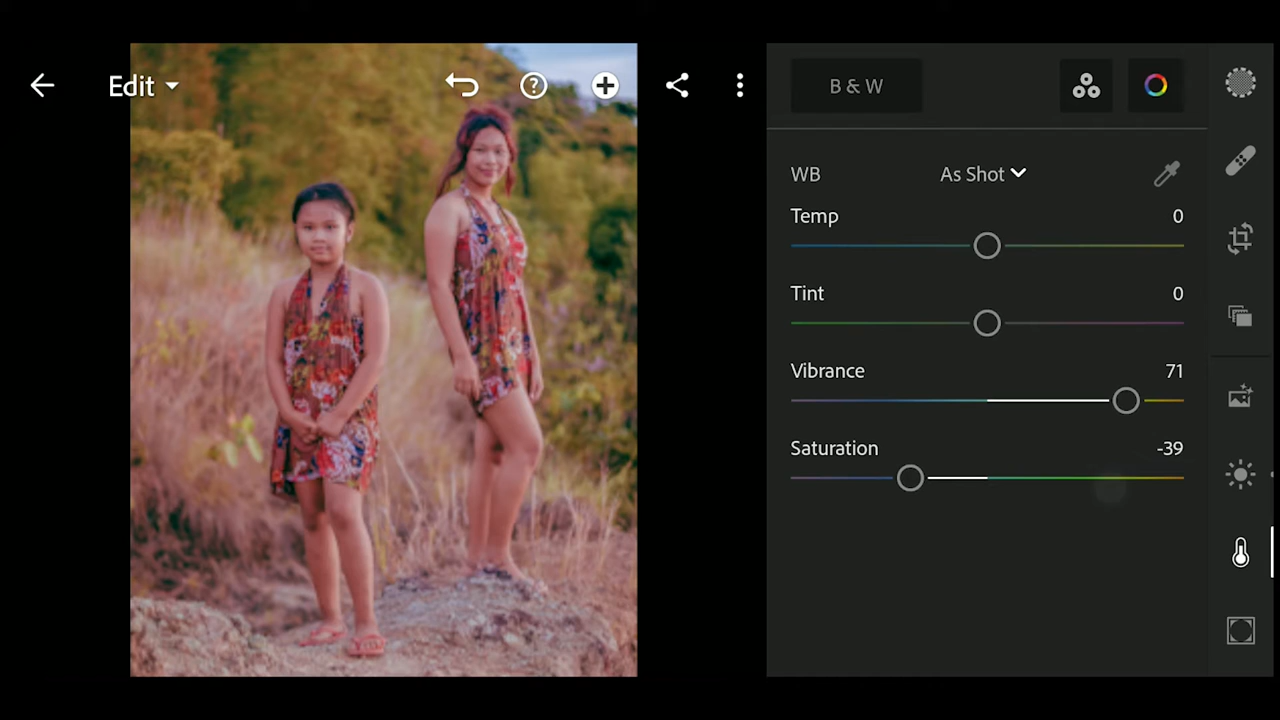 Edit
B & W
WB As Shot
Temp 0
Tint 0
Vibrance 71
Saturation -39